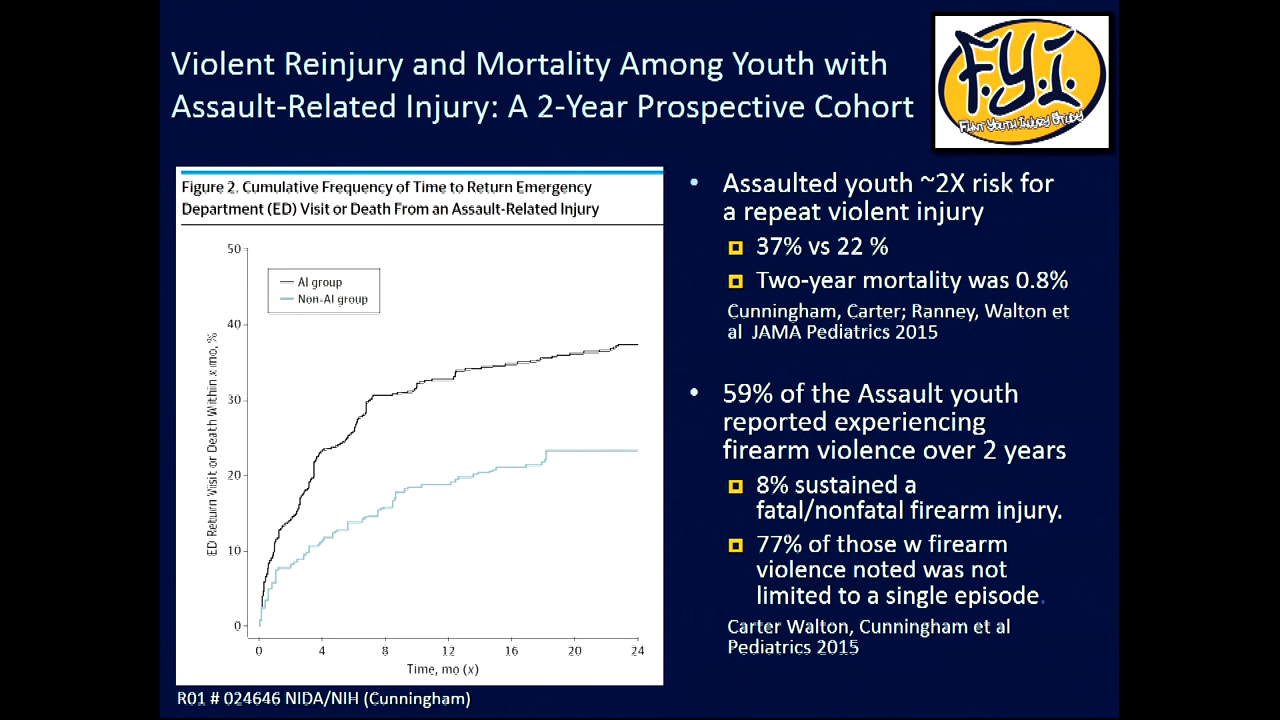 Violent Reinjury and Mortality Among Youth with
Assault-Related Injury: A 2-Year Prospective Cohort
F.Y.I.
FLINT YOUTH INJURY STUDY
Figure 2. Cumulative Frequency of Time to Return Emergency
Department (ED) Visit or Death From an Assault-Related Injury
50
40
30
20
10
0
ED Return Visit or Death Within x mo, %
AI group
Non-AI group
0 4 8 12 16 20 24
Time, mo (x)
R01 # 024646 NIDA/NIH (Cunningham)
• Assaulted youth ~2X risk for
a repeat violent injury
37% vs 22 %
Two-year mortality was 0.8%
Cunningham, Carter; Ranney, Walton et
al JAMA Pediatrics 2015
• 59% of the Assault youth
reported experiencing
firearm violence over 2 years
8% sustained a
fatal/nonfatal firearm injury.
77% of those w firearm
violence noted was not
limited to a single episode.
Carter Walton, Cunningham et al
Pediatrics 2015